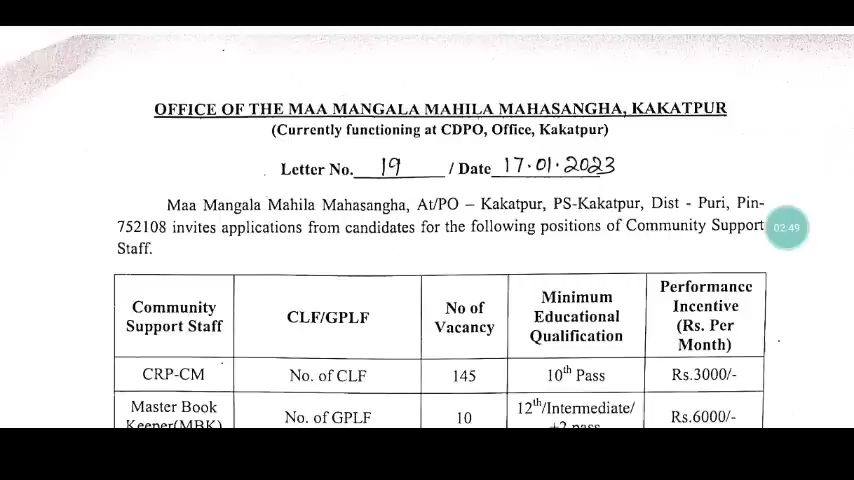 OFFICE OF THE MAA MANGALA MAHILA MAHASANGHA, KAKATPUR
(Currently functioning at CDPO, Office, Kakatpur)
Letter No. 19 / Date 17.01.2023
Maa Mangala Mahila Mahasangha, At/PO – Kakatpur, PS-Kakatpur, Dist - Puri, Pin-
752108 invites applications from candidates for the following positions of Community Support
Staff.
02:49
Community Support Staff | CLF/GPLF | No of Vacancy | Minimum Educational Qualification | Performance Incentive (Rs. Per Month)
CRP-CM | No. of CLF | 145 | 10th Pass | Rs.3000/-
Master Book Keeper(MBK) | No. of GPLF | 10 | 12th/Intermediate/ +2 pass | Rs.6000/-